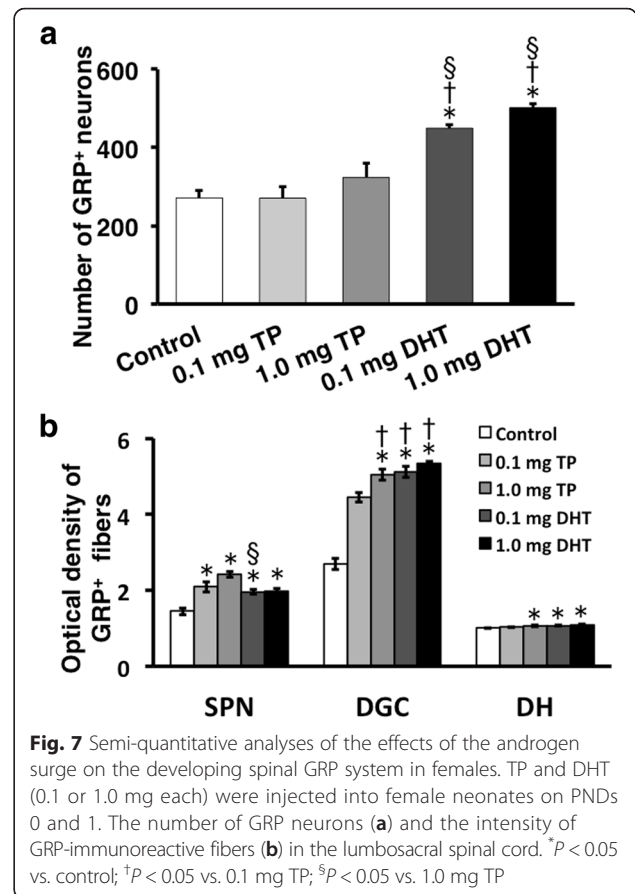 a
Number of GRP⁺ neurons
600
400
200
0
*
†
§
*
†
§
Control
0.1 mg TP
1.0 mg TP
0.1 mg DHT
1.0 mg DHT
b
Optical density of
GRP⁺ fibers
6
4
2
0
* * § * *
† * † * † *
* * *
Control
0.1 mg TP
1.0 mg TP
0.1 mg DHT
1.0 mg DHT
SPN DGC DH
Fig. 7 Semi-quantitative analyses of the effects of the androgen
surge on the developing spinal GRP system in females. TP and DHT
(0.1 or 1.0 mg each) were injected into female neonates on PNDs
0 and 1. The number of GRP neurons (a) and the intensity of
GRP-immunoreactive fibers (b) in the lumbosacral spinal cord. *P < 0.05
vs. control; †P < 0.05 vs. 0.1 mg TP; §P < 0.05 vs. 1.0 mg TP